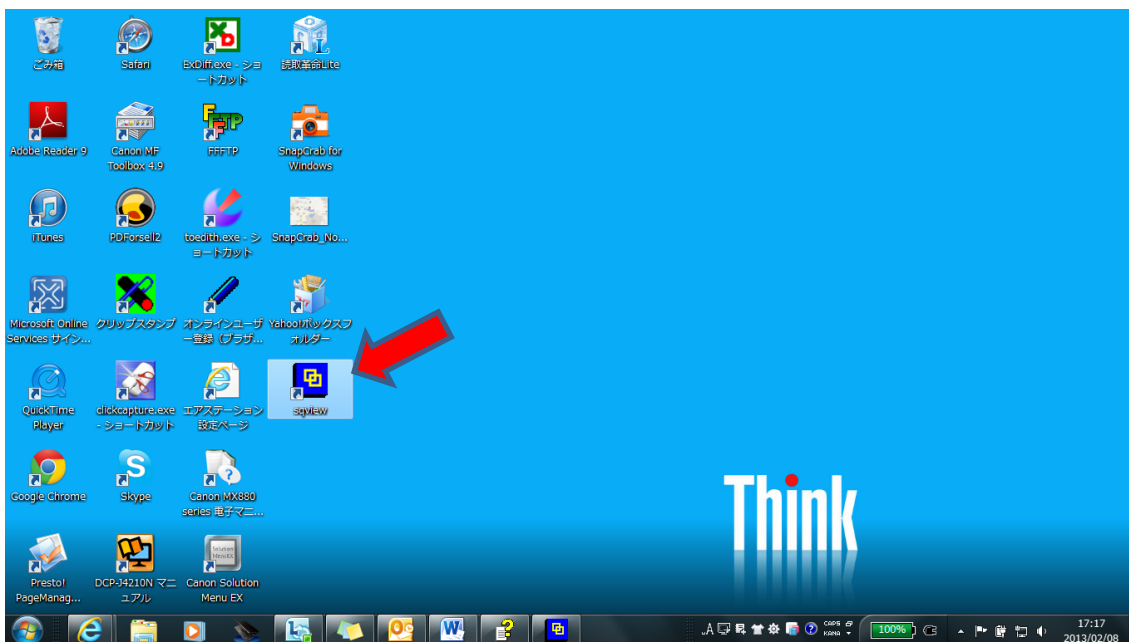 ごみ箱
Safari
ExDiff.exe - ショ
ートカット
読取革命Lite
Adobe Reader 9
Canon MF
Toolbox 4.9
FFFTP
SnapCrab for
Windows
iTunes
PDForsell2
toedith.exe - シ
ョートカット
SnapCrab_No...
Microsoft Online
Services サイン...
クリップスタンプ
オンラインユーザ
ー登録（ブラザ...
Yahoo!ボックスフ
ォルダー
QuickTime
Player
clickcapture.exe
- ショートカット
エアステーション
設定ページ
sqview
Google Chrome
Skype
Canon MX880
series 電子マニ...
Presto!
PageManag...
DCP-J4210N マニ
ュアル
Solution
Menu EX
Canon Solution
Menu EX
Think
A
CAPS
KANA
100%
17:17
2013/02/08